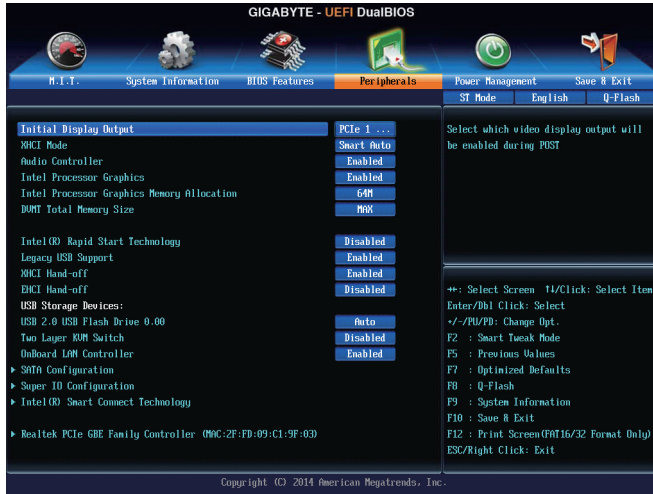 GIGABYTE - UEFI DualBIOS
M.I.T. System Information BIOS Features Peripherals Power Management Save & Exit
ST Mode English Q-Flash
Initial Display Output PCIe 1 ...
XHCI Mode Smart Auto
Audio Controller Enabled
Intel Processor Graphics Enabled
Intel Processor Graphics Memory Allocation 64M
DVMT Total Memory Size MAX
Intel(R) Rapid Start Technology Disabled
Legacy USB Support Enabled
XHCI Hand-off Enabled
EHCI Hand-off Disabled
USB Storage Devices:
USB 2.0 USB Flash Drive 0.00 Auto
Two Layer KVM Switch Disabled
OnBoard LAN Controller Enabled
SATA Configuration
Super IO Configuration
Intel(R) Smart Connect Technology
Realtek PCIe GBE Family Controller (MAC:2F:FD:09:C1:9F:03)
Select which video display output will
be enabled during POST
↔: Select Screen ↑↓/Click: Select Item
Enter/Dbl Click: Select
+/-/PU/PD: Change Opt.
F2 : Smart Tweak Mode
F5 : Previous Values
F7 : Optimized Defaults
F8 : Q-Flash
F9 : System Information
F10 : Save & Exit
F12 : Print Screen(FAT16/32 Format Only)
ESC/Right Click: Exit
Copyright (C) 2014 American Megatrends, Inc.